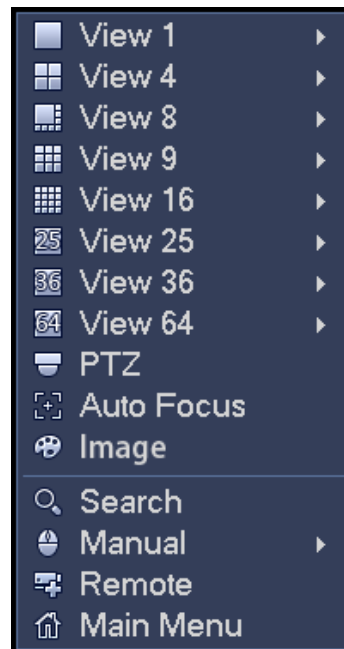 View 1
View 4
View 8
View 9
View 16
25 View 25
36 View 36
64 View 64
PTZ
Auto Focus
Image
Search
Manual
Remote
Main Menu